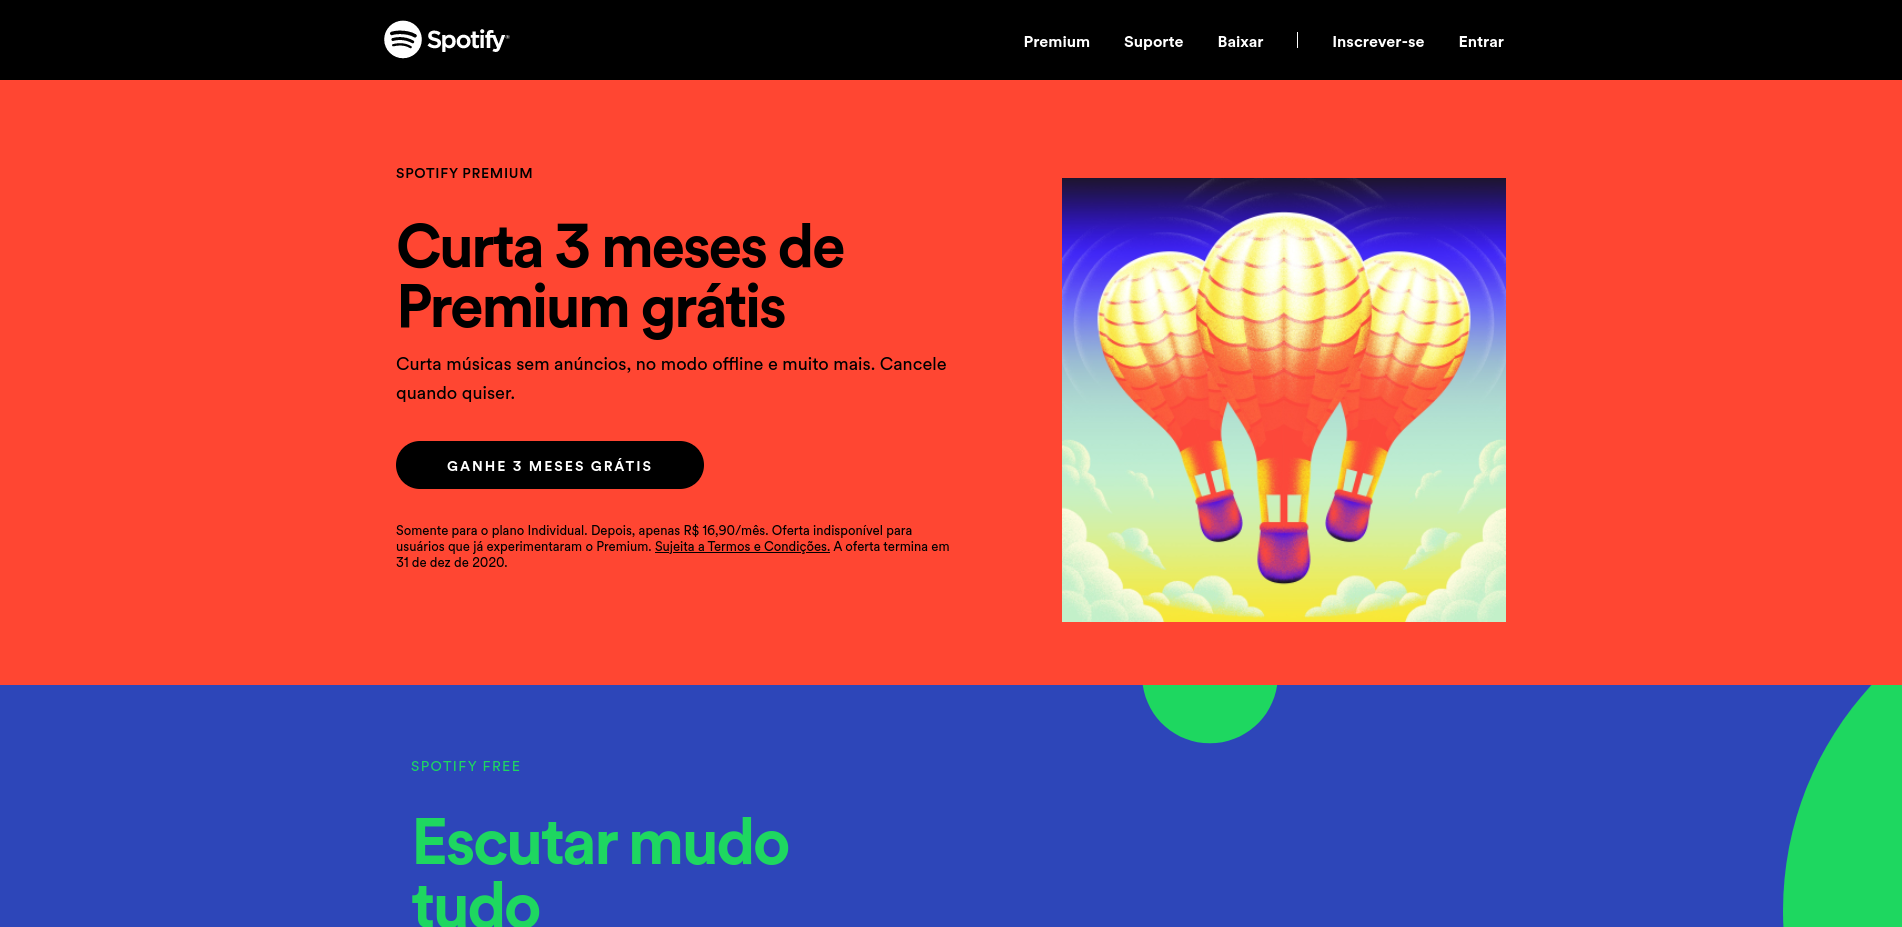 Spotify®
Premium Suporte Baixar Inscrever-se Entrar
SPOTIFY PREMIUM
Curta 3 meses de
Premium grátis
Curta músicas sem anúncios, no modo offline e muito mais. Cancele
quando quiser.
GANHE 3 MESES GRÁTIS
Somente para o plano Individual. Depois, apenas R$ 16,90/mês. Oferta indisponível para
usuários que já experimentaram o Premium. Sujeita a Termos e Condições. A oferta termina em
31 de dez de 2020.
SPOTIFY FREE
Escutar mudo
tudo